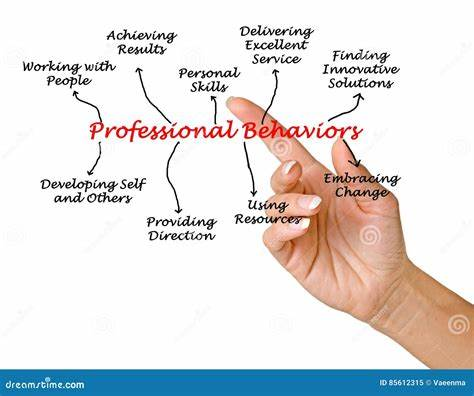 Achieving
Results
Delivering
Excellent
Service
Finding
Innovative
Solutions
Working with
People
Personal
Skills
Professional Behaviors
Developing Self
and Others
Providing
Direction
Using
Resources
Embracing
Change
dreamstime.com
ID 85612315 © Vaeenma